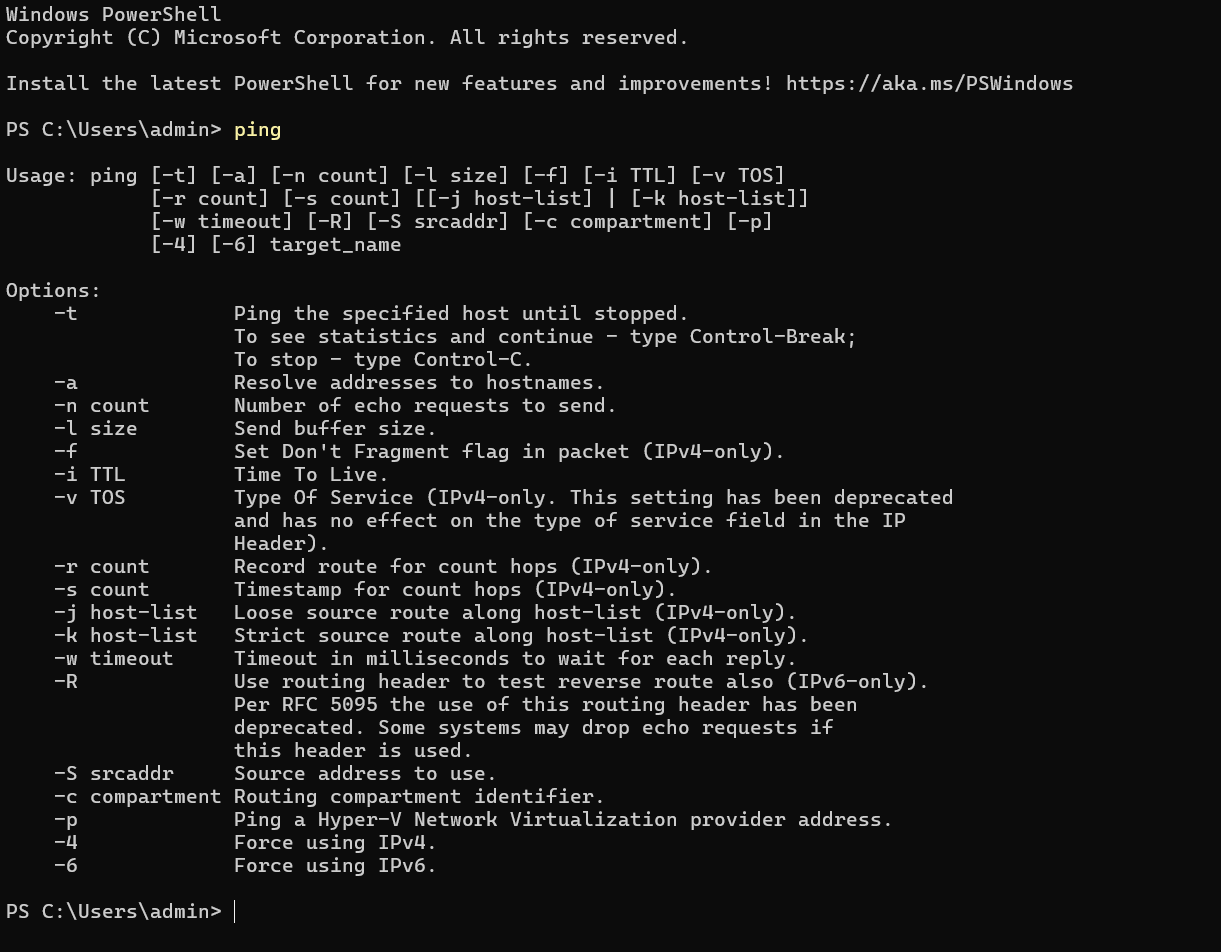 Windows PowerShell
Copyright (C) Microsoft Corporation. All rights reserved.

Install the latest PowerShell for new features and improvements! https://aka.ms/PSWindows

PS C:\Users\admin> ping

Usage: ping [-t] [-a] [-n count] [-l size] [-f] [-i TTL] [-v TOS]
            [-r count] [-s count] [[-j host-list] | [-k host-list]]
            [-w timeout] [-R] [-S srcaddr] [-c compartment] [-p]
            [-4] [-6] target_name

Options:
    -t             Ping the specified host until stopped.
                   To see statistics and continue - type Control-Break;
                   To stop - type Control-C.
    -a             Resolve addresses to hostnames.
    -n count       Number of echo requests to send.
    -l size        Send buffer size.
    -f             Set Don't Fragment flag in packet (IPv4-only).
    -i TTL         Time To Live.
    -v TOS         Type Of Service (IPv4-only. This setting has been deprecated
                   and has no effect on the type of service field in the IP
                   Header).
    -r count       Record route for count hops (IPv4-only).
    -s count       Timestamp for count hops (IPv4-only).
    -j host-list   Loose source route along host-list (IPv4-only).
    -k host-list   Strict source route along host-list (IPv4-only).
    -w timeout     Timeout in milliseconds to wait for each reply.
    -R             Use routing header to test reverse route also (IPv6-only).
                   Per RFC 5095 the use of this routing header has been
                   deprecated. Some systems may drop echo requests if
                   this header is used.
    -S srcaddr     Source address to use.
    -c compartment Routing compartment identifier.
    -p             Ping a Hyper-V Network Virtualization provider address.
    -4             Force using IPv4.
    -6             Force using IPv6.

PS C:\Users\admin>